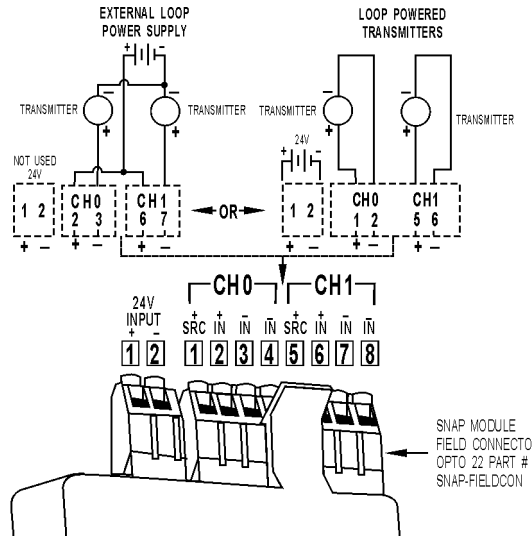 EXTERNAL LOOP
POWER SUPPLY
LOOP POWERED
TRANSMITTERS
+ -
TRANSMITTER
TRANSMITTER
TRANSMITTER
TRANSMITTER
- + - +
- + - +
NOT USED
24V
24V
+ -
1 2
CH0
2 3
CH1
6 7
OR
1 2
CH0
1 2
CH1
5 6
+ - + - + -
+ - + - + -
CH0 CH1
24V
INPUT
+ -
+ + - - + + - -
SRC IN IN IN SRC IN IN IN
1 2 1 2 3 4 5 6 7 8
SNAP MODULE
FIELD CONNECTO
OPTO 22 PART #
SNAP-FIELDCON